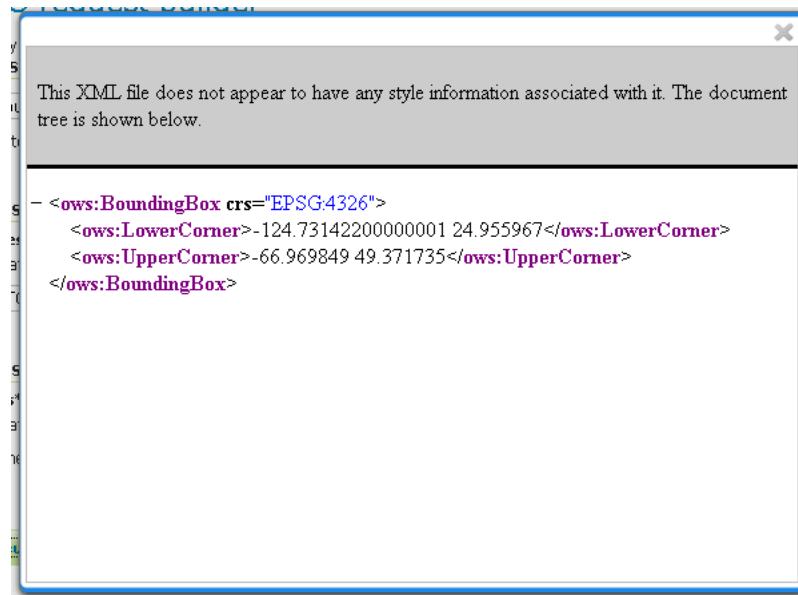 request builder
This XML file does not appear to have any style information associated with it. The document
tree is shown below.
− <ows:BoundingBox crs="EPSG:4326">
<ows:LowerCorner>-124.73142200000001 24.955967</ows:LowerCorner>
<ows:UpperCorner>-66.969849 49.371735</ows:UpperCorner>
</ows:BoundingBox>